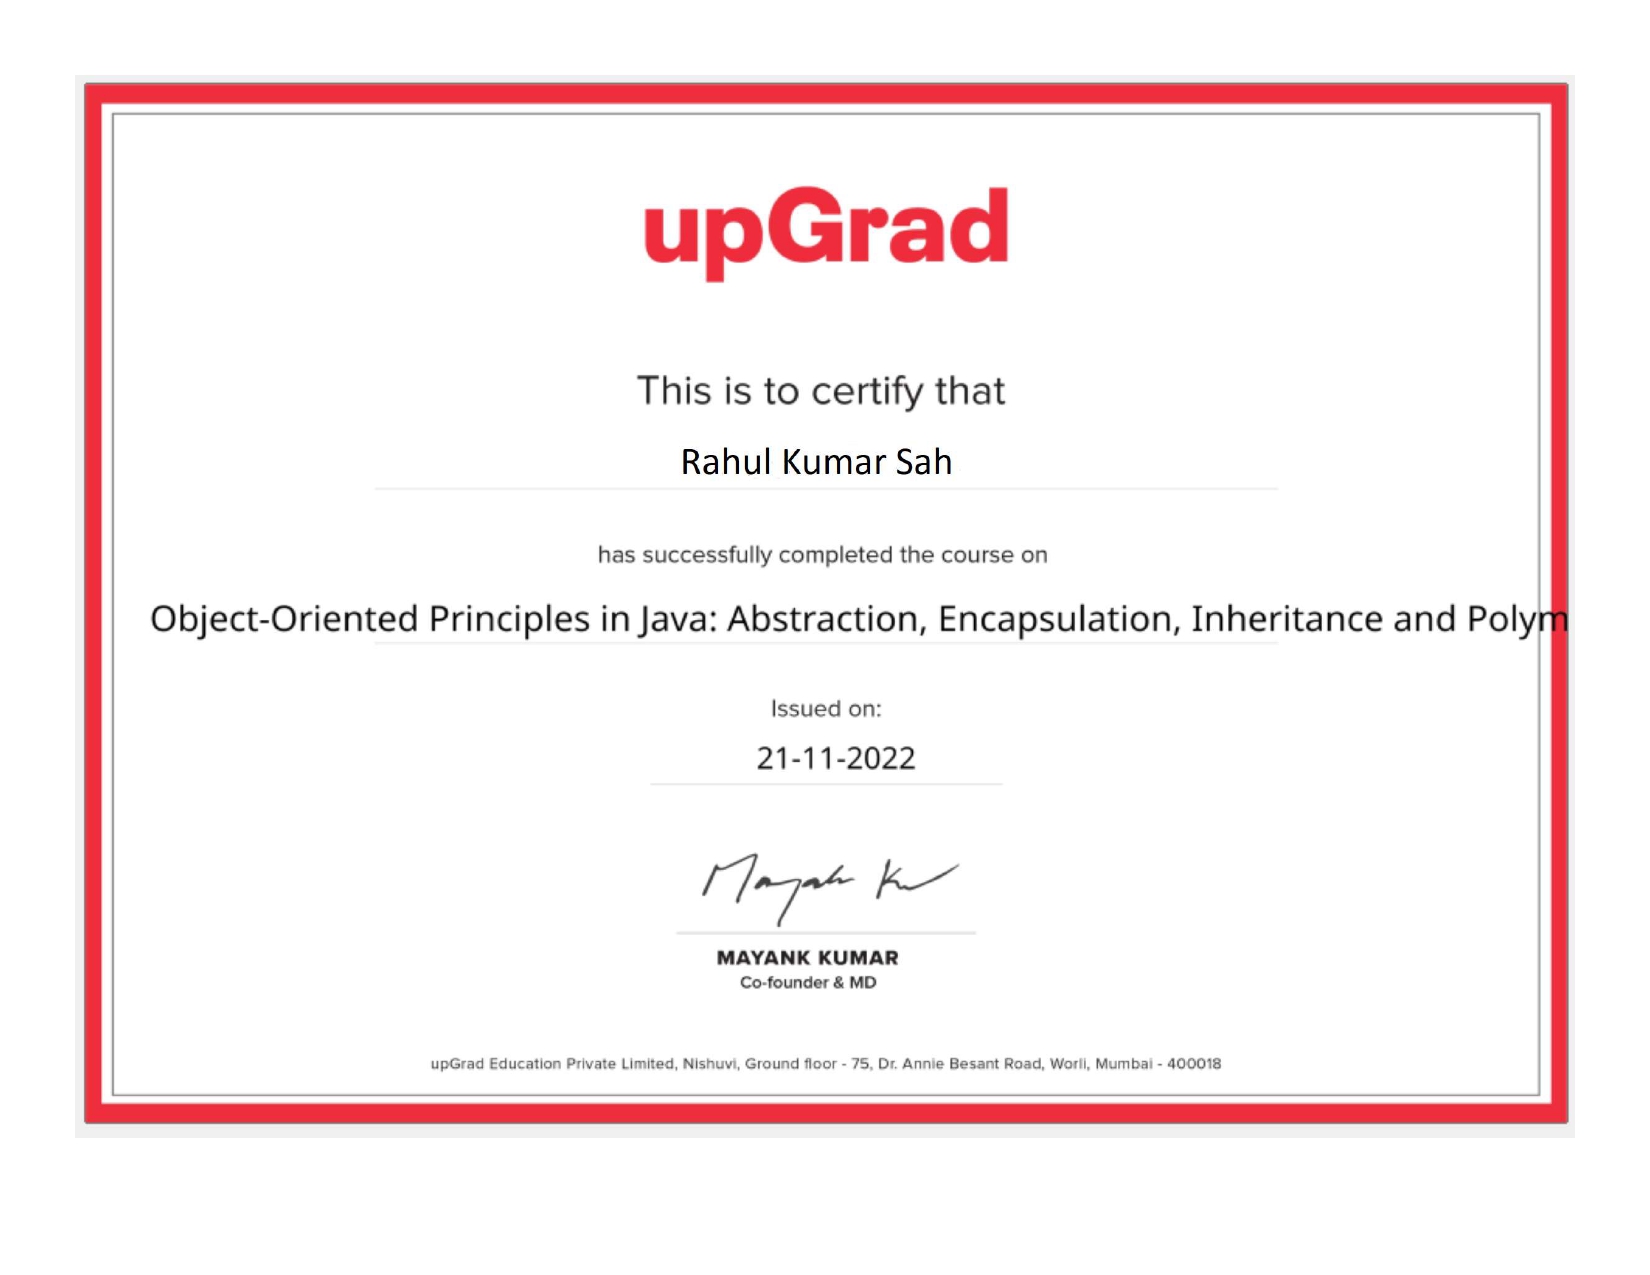 upGrad
This is to certify that
Rahul Kumar Sah
has successfully completed the course on
Object-Oriented Principles in Java: Abstraction, Encapsulation, Inheritance and Polym
Issued on:
21-11-2022
Mayank Ku
MAYANK KUMAR
Co-founder & MD
upGrad Education Private Limited, Nishuvi, Ground floor - 75, Dr. Annie Besant Road, Worli, Mumbai - 400018